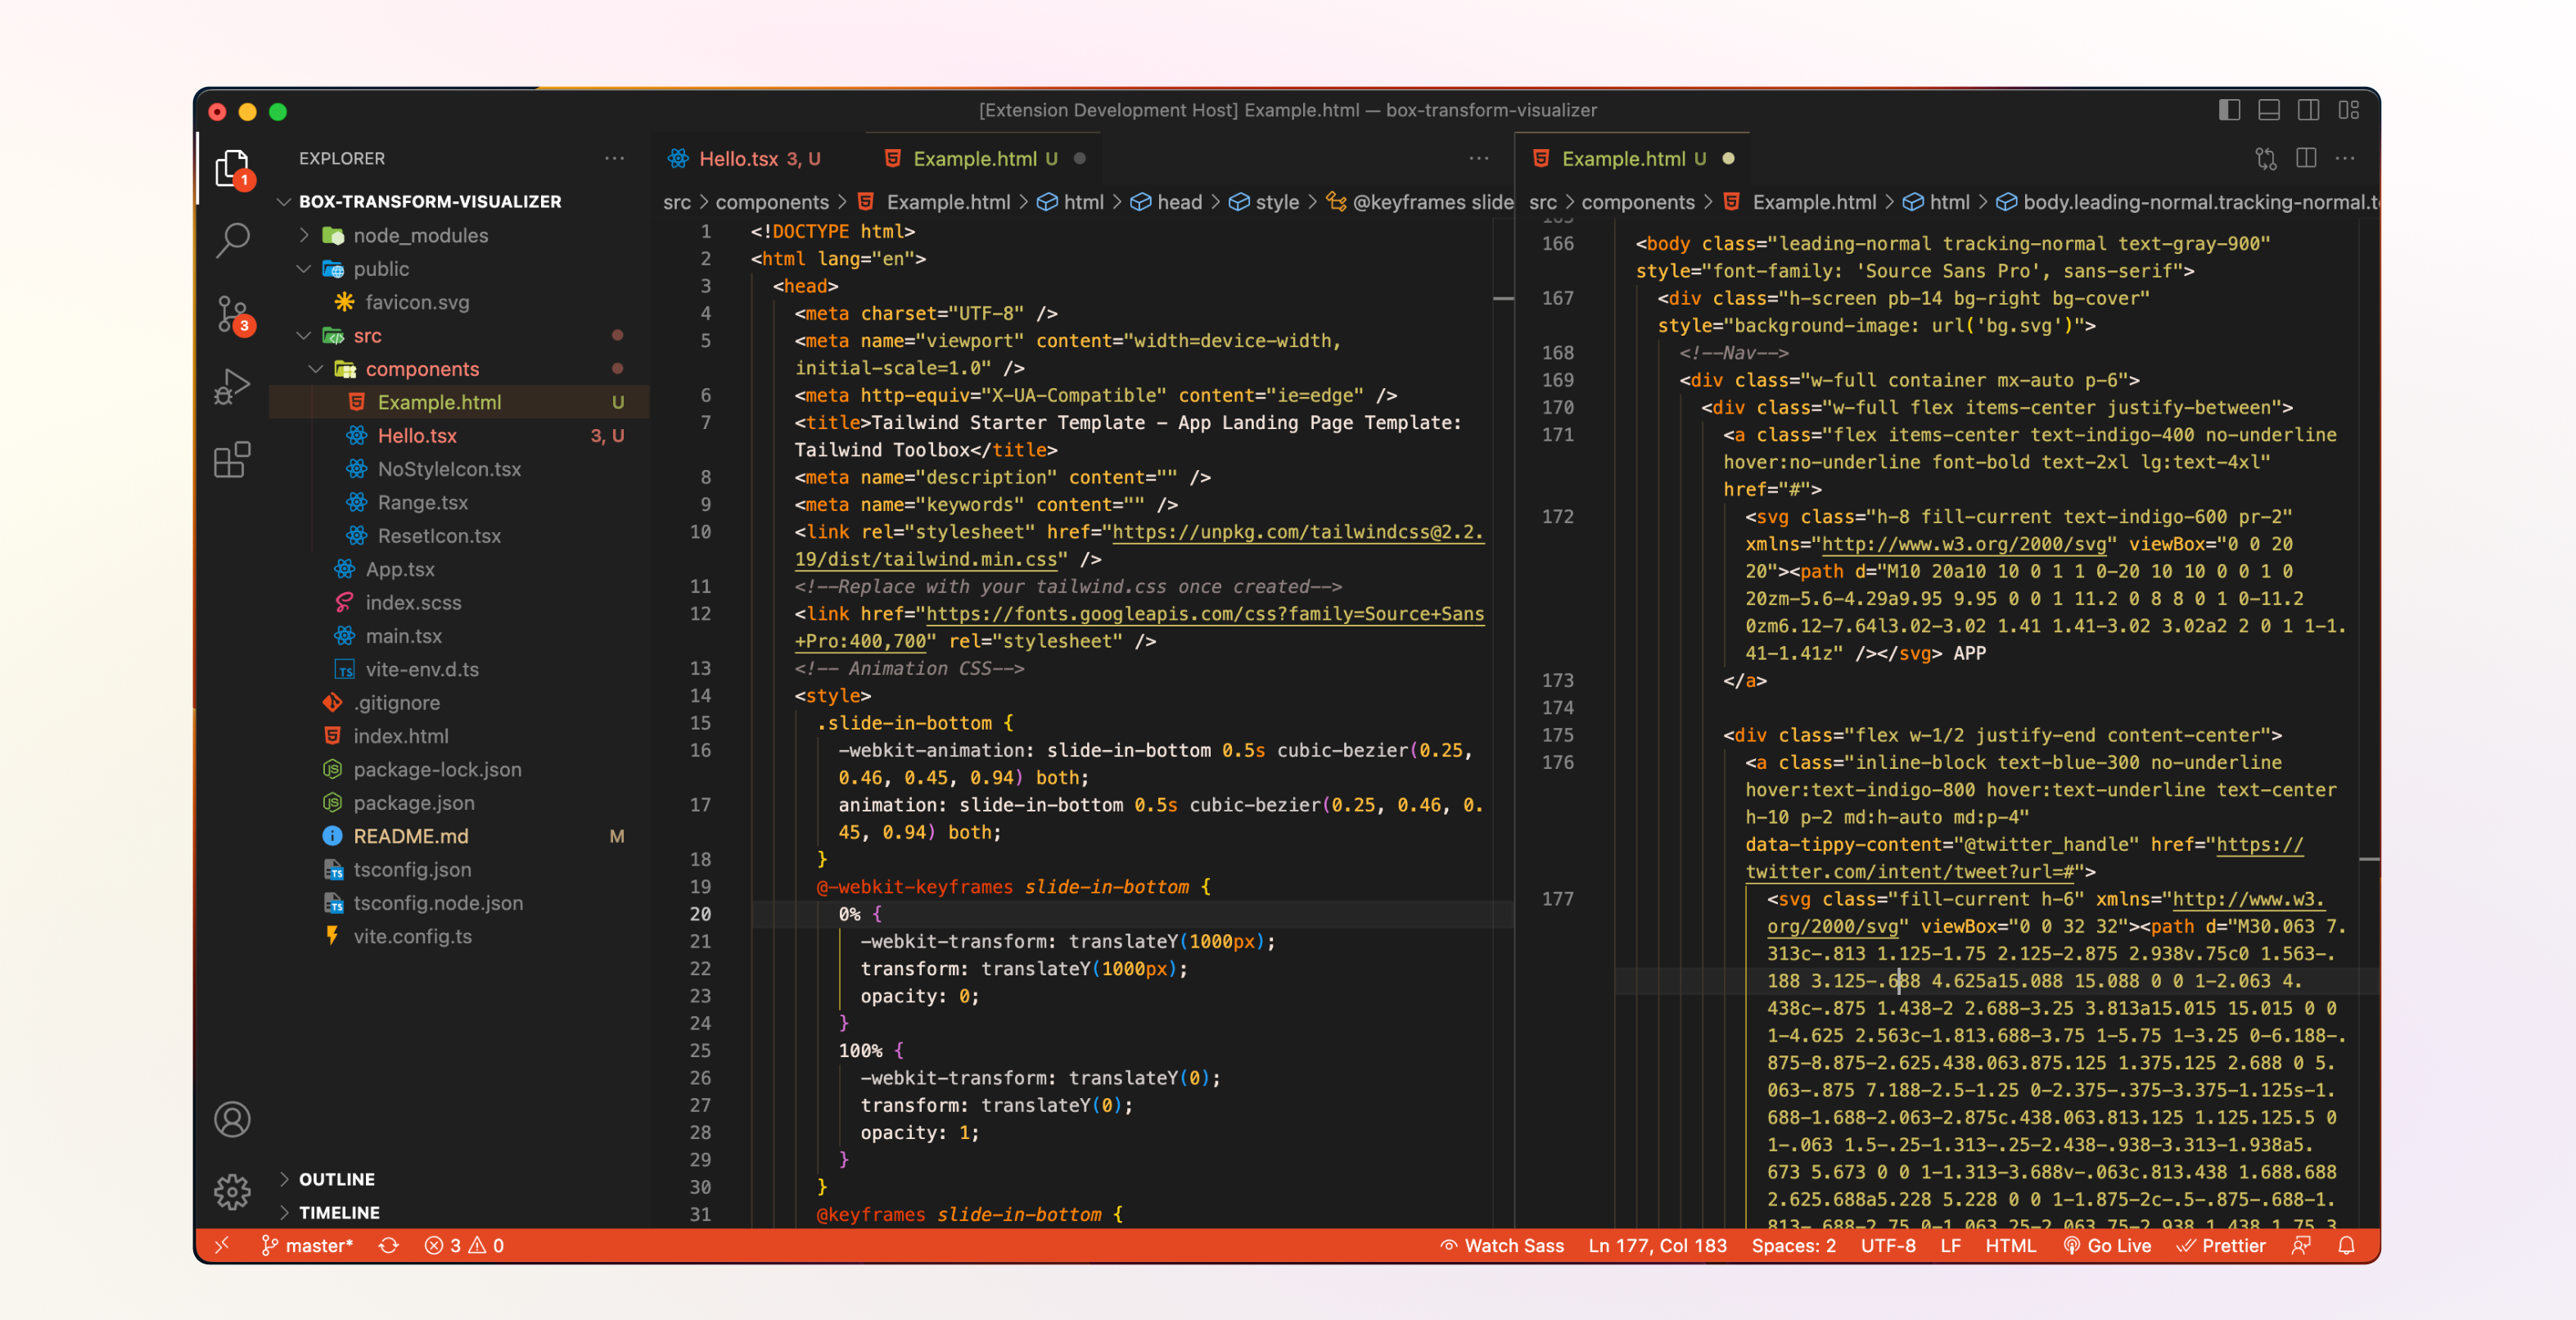 [Extension Development Host] Example.html — box-transform-visualizer
1
3
EXPLORER
BOX-TRANSFORM-VISUALIZER
node_modules
public
favicon.svg
src
components
Example.html U
Hello.tsx 3, U
NoStyleIcon.tsx
Range.tsx
ResetIcon.tsx
App.tsx
index.scss
main.tsx
TS vite-env.d.ts
.gitignore
index.html
package-lock.json
package.json
README.md M
tsconfig.json
tsconfig.node.json
vite.config.ts
OUTLINE
TIMELINE
Hello.tsx 3, U Example.html U
src > components > Example.html > html > head > style > @keyframes slide
1 <!DOCTYPE html>
2 <html lang="en">
3 <head>
4 <meta charset="UTF-8" />
5 <meta name="viewport" content="width=device-width,
initial-scale=1.0" />
6 <meta http-equiv="X-UA-Compatible" content="ie=edge" />
7 <title>Tailwind Starter Template - App Landing Page Template:
Tailwind Toolbox</title>
8 <meta name="description" content="" />
9 <meta name="keywords" content="" />
10 <link rel="stylesheet" href="https://unpkg.com/tailwindcss@2.2.
19/dist/tailwind.min.css" />
11 <!--Replace with your tailwind.css once created-->
12 <link href="https://fonts.googleapis.com/css?family=Source+Sans
+Pro:400,700" rel="stylesheet" />
13 <!-- Animation CSS-->
14 <style>
15 .slide-in-bottom {
16 -webkit-animation: slide-in-bottom 0.5s cubic-bezier(0.25,
0.46, 0.45, 0.94) both;
17 animation: slide-in-bottom 0.5s cubic-bezier(0.25, 0.46, 0.
45, 0.94) both;
18 }
19 @-webkit-keyframes slide-in-bottom {
20 0% {
21 -webkit-transform: translateY(1000px);
22 transform: translateY(1000px);
23 opacity: 0;
24 }
25 100% {
26 -webkit-transform: translateY(0);
27 transform: translateY(0);
28 opacity: 1;
29 }
30 }
31 @keyframes slide-in-bottom {
Example.html U
src > components > Example.html > html > body.leading-normal.tracking-normal.t
166 <body class="leading-normal tracking-normal text-gray-900"
style="font-family: 'Source Sans Pro', sans-serif">
167 <div class="h-screen pb-14 bg-right bg-cover"
style="background-image: url('bg.svg')">
168 <!--Nav-->
169 <div class="w-full container mx-auto p-6">
170 <div class="w-full flex items-center justify-between">
171 <a class="flex items-center text-indigo-400 no-underline
hover:no-underline font-bold text-2xl lg:text-4xl"
href="#">
172 <svg class="h-8 fill-current text-indigo-600 pr-2"
xmlns="http://www.w3.org/2000/svg" viewBox="0 0 20
20"><path d="M10 20a10 10 0 1 1 0-20 10 10 0 0 1 0
20zm-5.6-4.29a9.95 9.95 0 0 1 11.2 0 8 8 0 1 0-11.2
0zm6.12-7.64l3.02-3.02 1.41 1.41-3.02 3.02a2 2 0 1 1-1.
41-1.41z" /></svg> APP
173 </a>
174
175 <div class="flex w-1/2 justify-end content-center">
176 <a class="inline-block text-blue-300 no-underline
hover:text-indigo-800 hover:text-underline text-center
h-10 p-2 md:h-auto md:p-4"
data-tippy-content="@twitter_handle" href="https://
twitter.com/intent/tweet?url=#">
177 <svg class="fill-current h-6" xmlns="http://www.w3.
org/2000/svg" viewBox="0 0 32 32"><path d="M30.063 7.
313c-.813 1.125-1.75 2.125-2.875 2.938v.75c0 1.563-.
188 3.125-.688 4.625a15.088 15.088 0 0 1-2.063 4.
438c-.875 1.438-2 2.688-3.25 3.813a15.015 15.015 0 0
1-4.625 2.563c-1.813.688-3.75 1-5.75 1-3.25 0-6.188-.
875-8.875-2.625.438.063.875.125 1.375.125 2.688 0 5.
063-.875 7.188-2.5-1.25 0-2.375-.375-3.375-1.125s-1.
688-1.688-2.063-2.875c.438.063.813.125 1.125.125.5 0
1-.063 1.5-.25-1.313-.25-2.438-.938-3.313-1.938a5.
673 5.673 0 0 1-1.313-3.688v-.063c.813.438 1.688.688
2.625.688a5.228 5.228 0 0 1-1.875-2c-.5-.875-.688-1.
813-.688-2.75 0-1.063.25-2.063.75-2.938 1.438 1.75 3
master* 3 0
Watch Sass Ln 177, Col 183 Spaces: 2 UTF-8 LF HTML Go Live Prettier